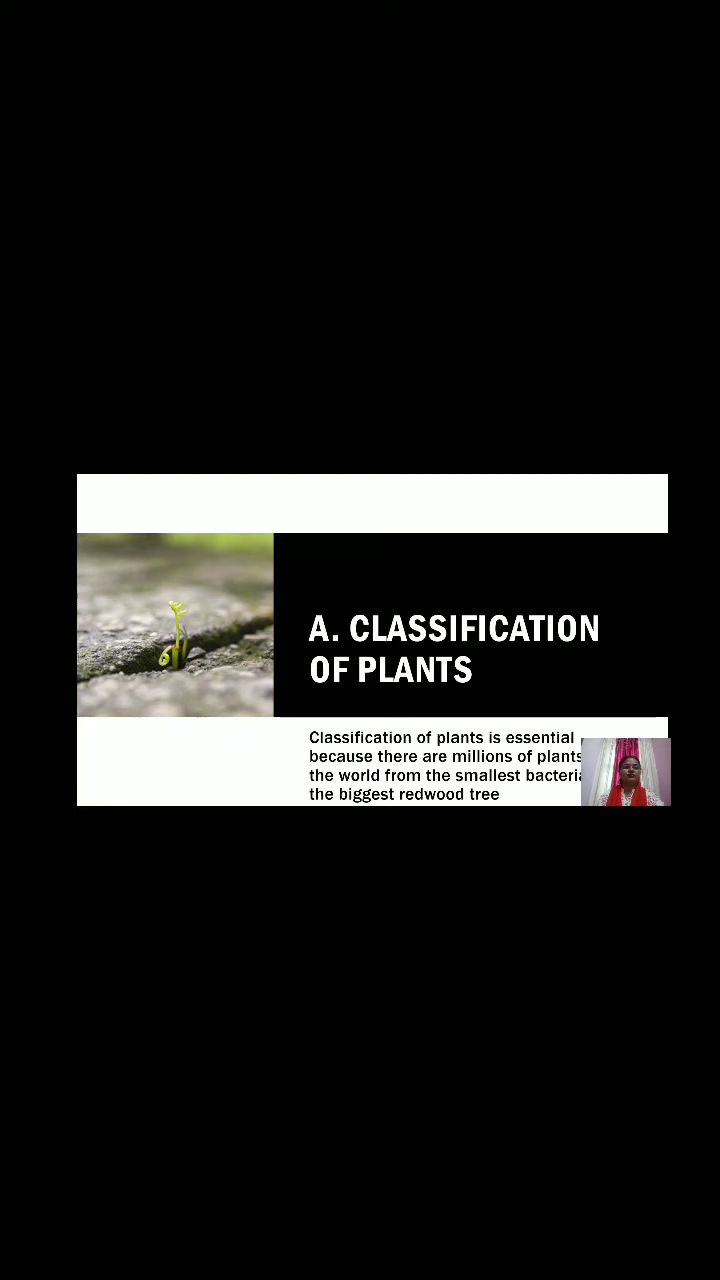 A. CLASSIFICATION
OF PLANTS
Classification of plants is essential
because there are millions of plants
the world from the smallest bacteria
the biggest redwood tree